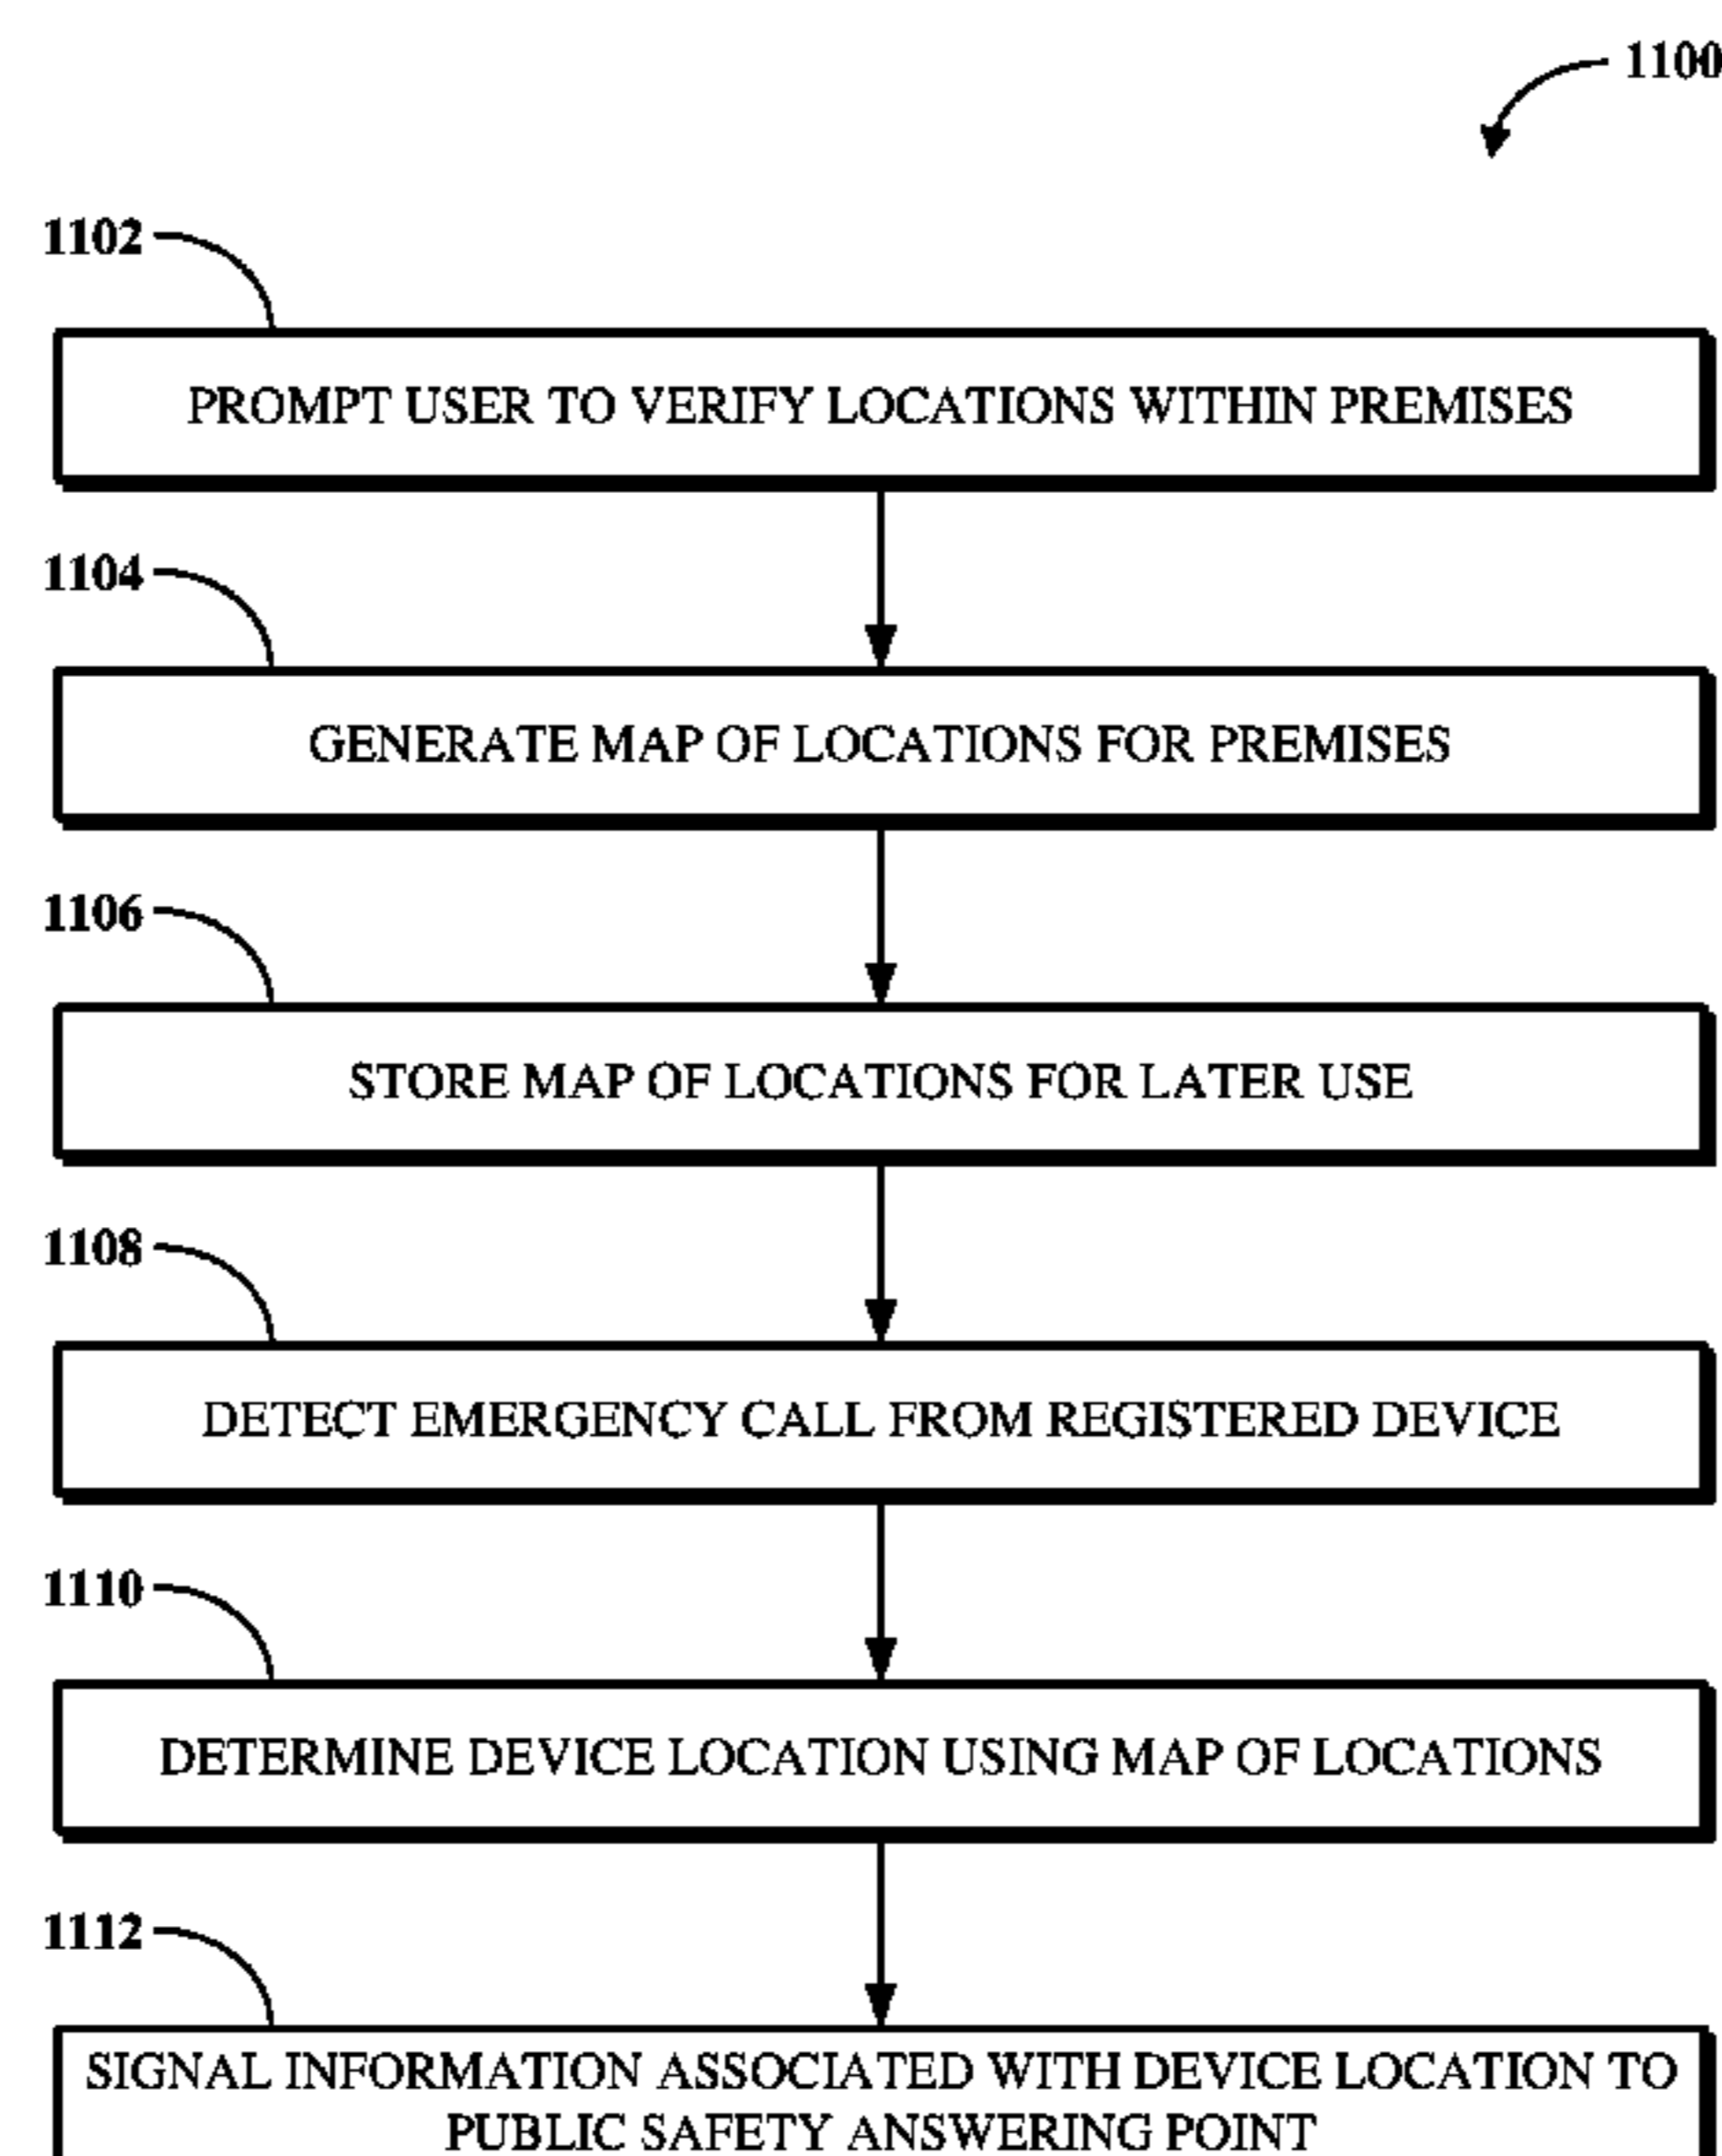 1100
1102
PROMPT USER TO VERIFY LOCATIONS WITHIN PREMISES
1104
GENERATE MAP OF LOCATIONS FOR PREMISES
1106
STORE MAP OF LOCATIONS FOR LATER USE
1108
DETECT EMERGENCY CALL FROM REGISTERED DEVICE
1110
DETERMINE DEVICE LOCATION USING MAP OF LOCATIONS
1112
SIGNAL INFORMATION ASSOCIATED WITH DEVICE LOCATION TO
PUBLIC SAFETY ANSWERING POINT